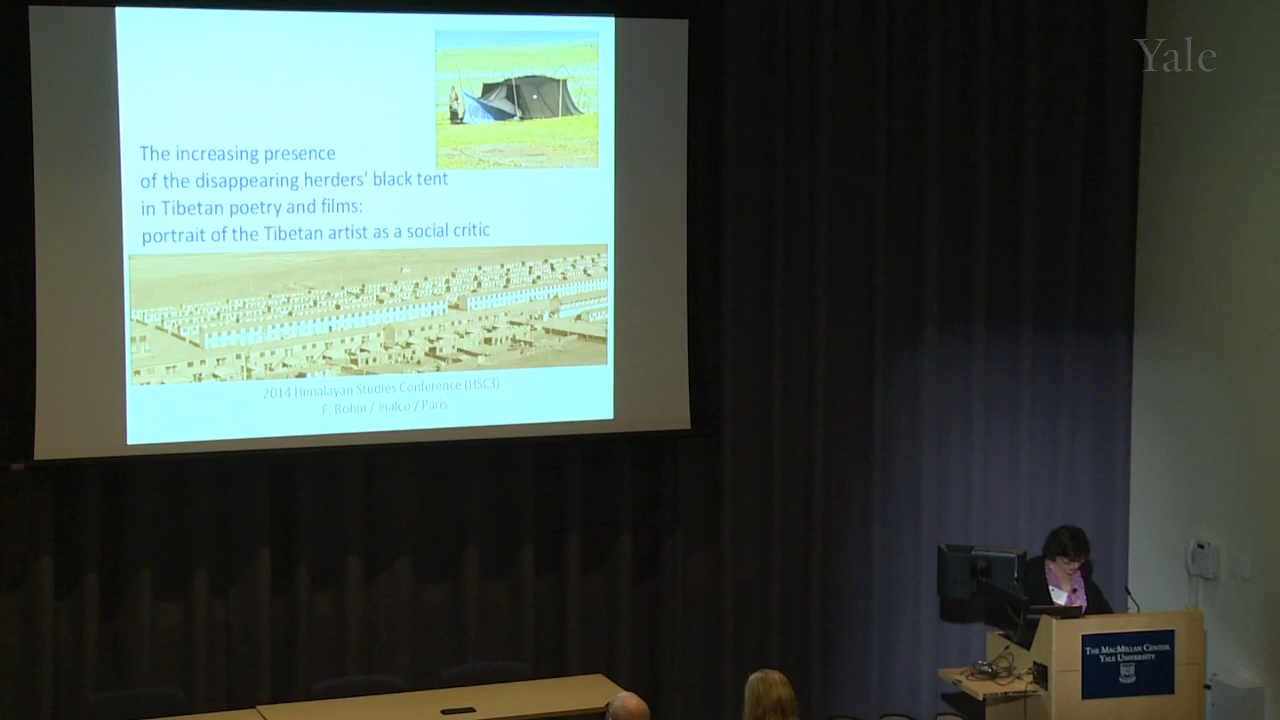 Yale
The increasing presence
of the disappearing herders' black tent
in Tibetan poetry and films:
portrait of the Tibetan artist as a social critic
2014 Himalayan Studies Conference (HSC3)
F. Robin / Inalco / Paris
THE MACMILLAN CENTER
YALE UNIVERSITY